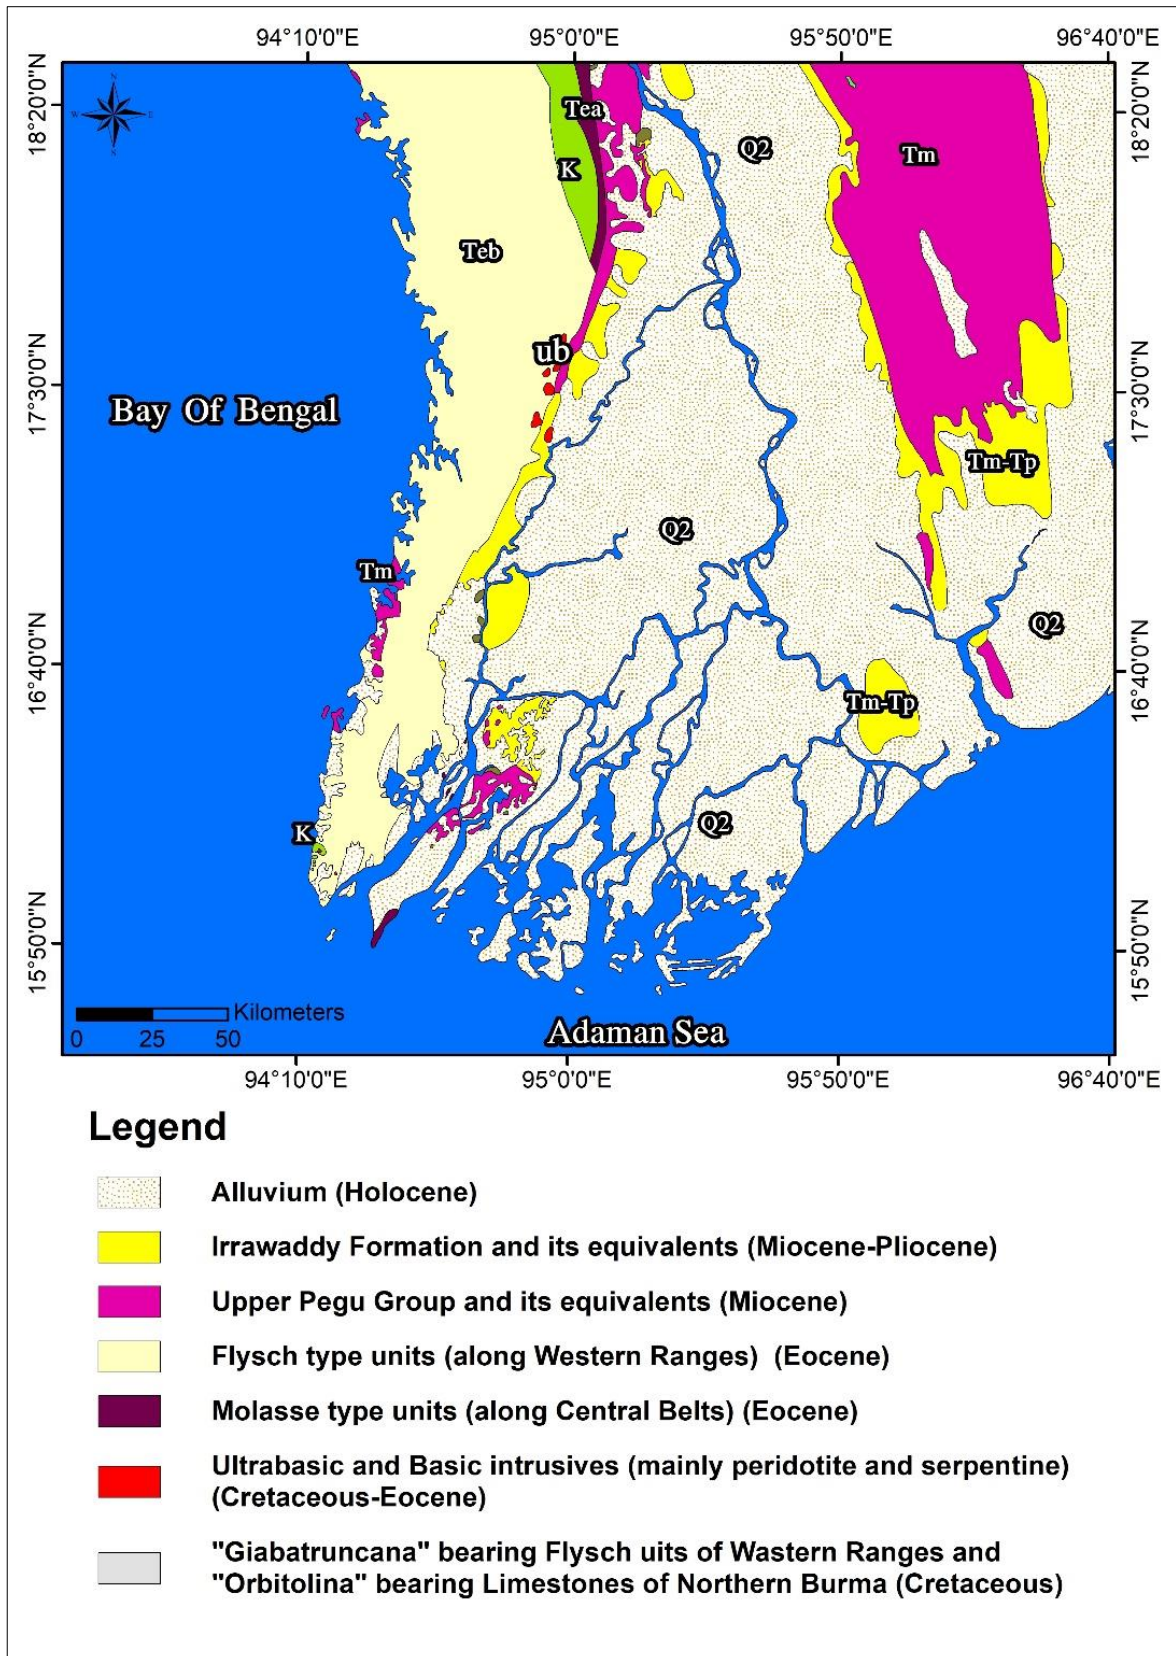 94°10'0"E 95°0'0"E 95°50'0"E 96°40'0"E
18°20'0"N
18°20'0"N
N
W E
N
Tea
K
Q2
Tm
Teb
ub
17°30'0"N
17°30'0"N
Bay Of Bengal
Tm-Tp
Q2
Tm
Q2
16°40'0"N
16°40'0"N
Tm-Tp
Q2
K
15°50'0"N
15°50'0"N
Kilometers
0 25 50
Adaman Sea
94°10'0"E 95°0'0"E 95°50'0"E 96°40'0"E
Legend
Alluvium (Holocene)
Irrawaddy Formation and its equivalents (Miocene-Pliocene)
Upper Pegu Group and its equivalents (Miocene)
Flysch type units (along Western Ranges) (Eocene)
Molasse type units (along Central Belts) (Eocene)
Ultrabasic and Basic intrusives (mainly peridotite and serpentine)
(Cretaceous-Eocene)
"Giabatruncana" bearing Flysch uits of Wastern Ranges and
"Orbitolina" bearing Limestones of Northern Burma (Cretaceous)